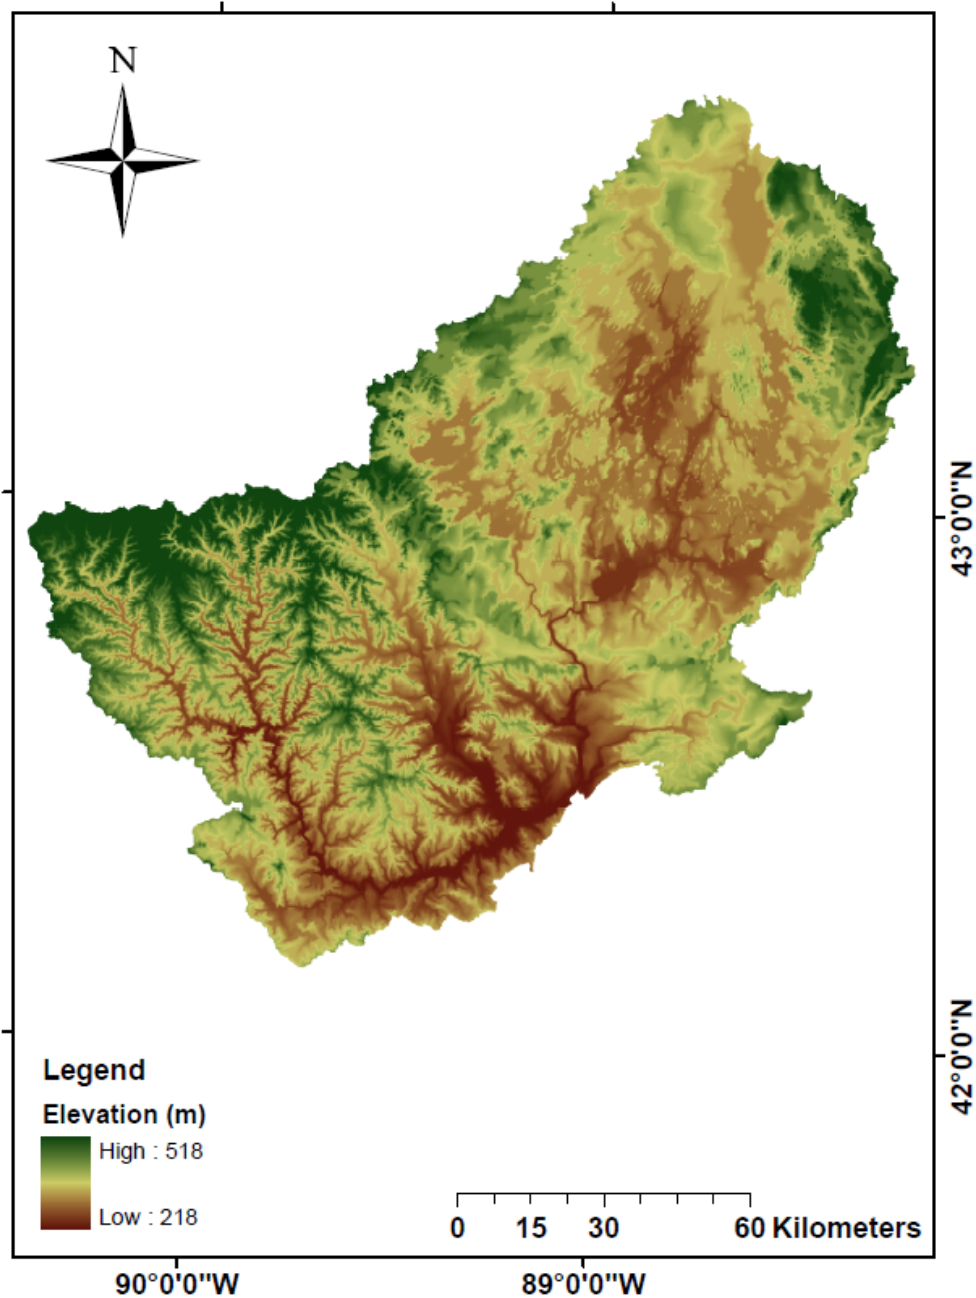 N
43°0'0"N
42°0'0"N
Legend
Elevation (m)
High : 518
Low : 218
0 15 30 60 Kilometers
90°0'0"W 89°0'0"W